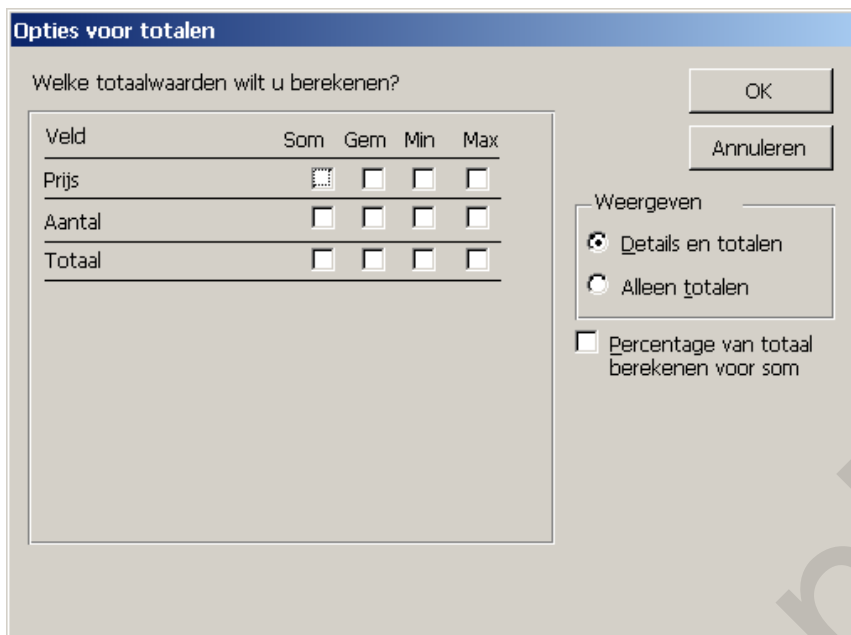 Opties voor totalen
Welke totaalwaarden wilt u berekenen?
OK
Annuleren
Veld Som Gem Min Max
Prijs
Aantal
Totaal
Weergeven
Details en totalen
Alleen totalen
Percentage van totaal
berekenen voor som